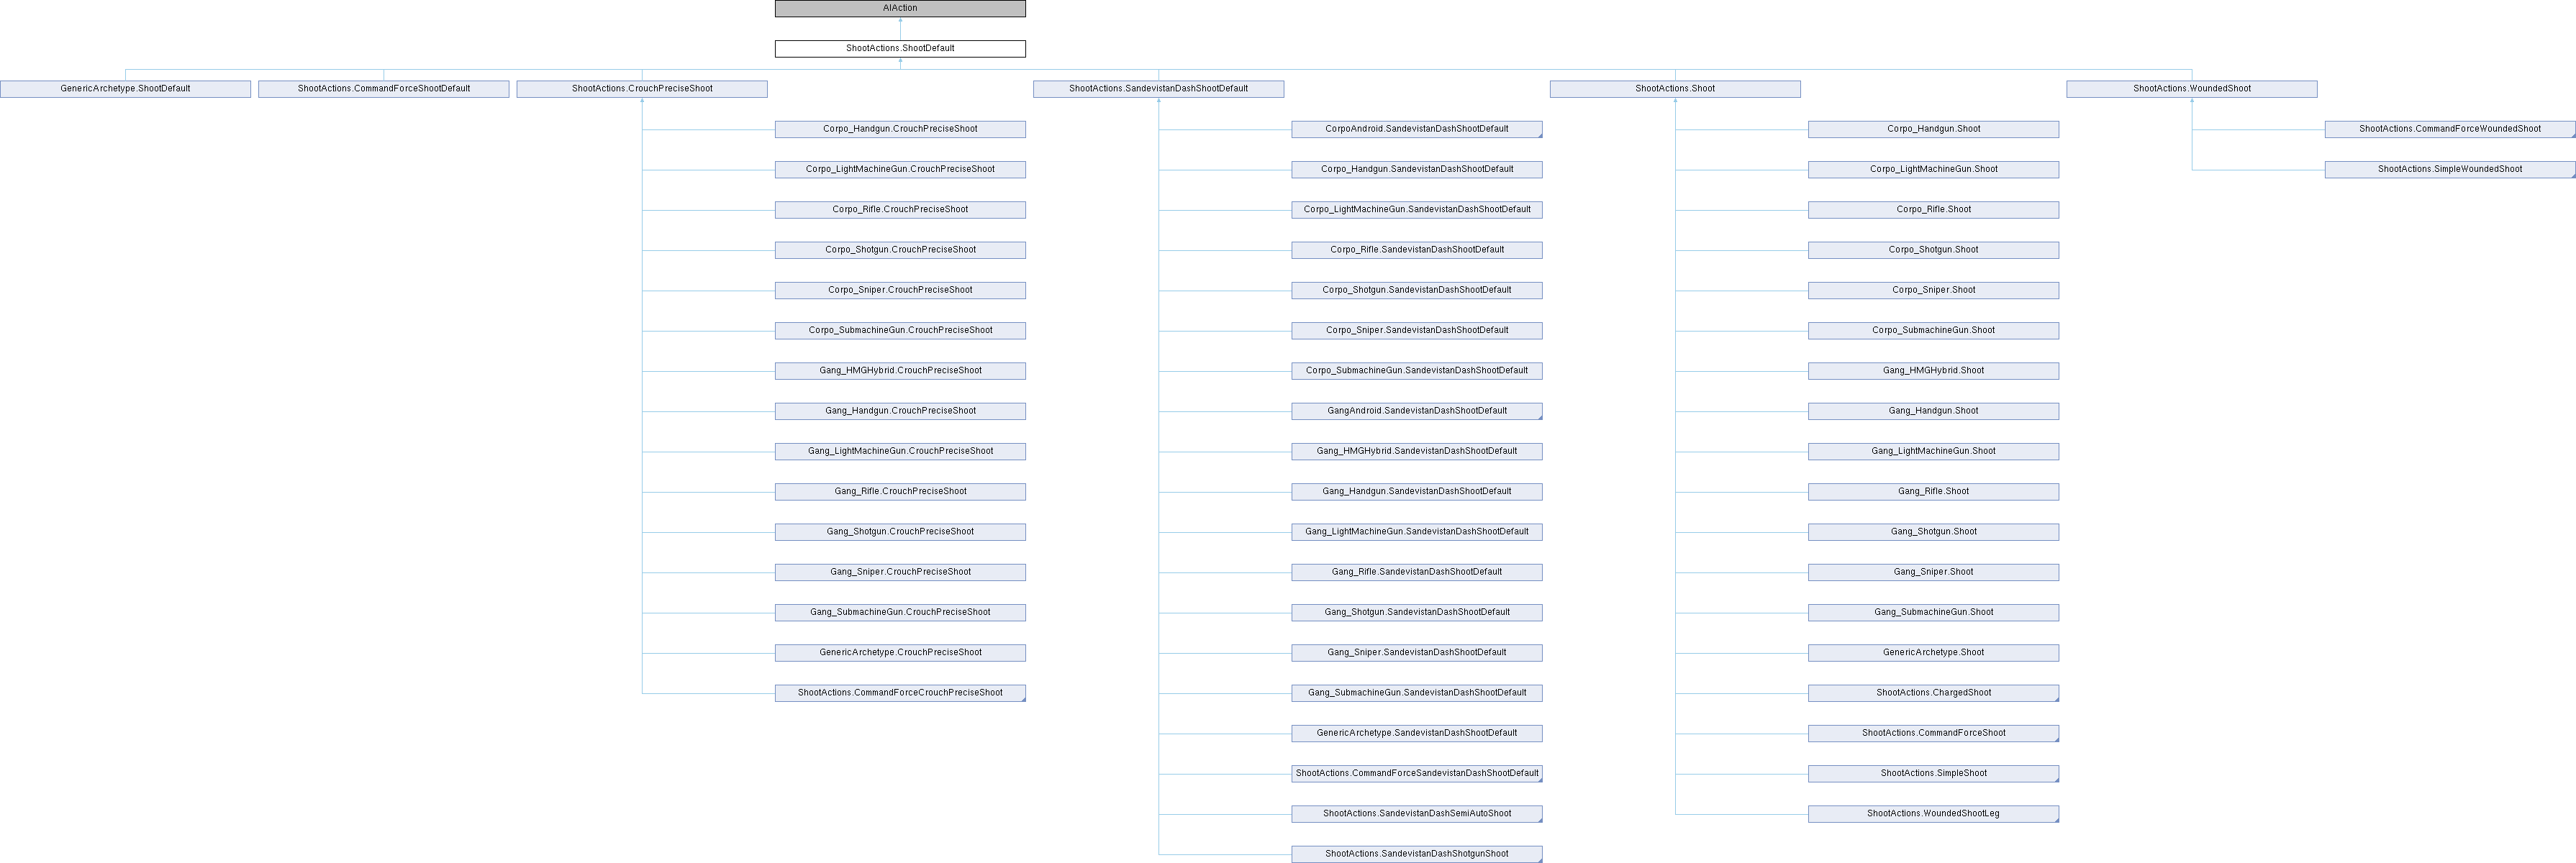 AIAction
ShootActions.ShootDefault
GenericArchetype.ShootDefault
ShootActions.CommandForceShootDefault
ShootActions.CrouchPreciseShoot
ShootActions.SandevistanDashShootDefault
ShootActions.Shoot
ShootActions.WoundedShoot
Corpo_Handgun.CrouchPreciseShoot
CorpoAndroid.SandevistanDashShootDefault
Corpo_Handgun.Shoot
ShootActions.CommandForceWoundedShoot
Corpo_LightMachineGun.CrouchPreciseShoot
Corpo_Handgun.SandevistanDashShootDefault
Corpo_LightMachineGun.Shoot
ShootActions.SimpleWoundedShoot
Corpo_Rifle.CrouchPreciseShoot
Corpo_LightMachineGun.SandevistanDashShootDefault
Corpo_Rifle.Shoot
Corpo_Shotgun.CrouchPreciseShoot
Corpo_Rifle.SandevistanDashShootDefault
Corpo_Shotgun.Shoot
Corpo_Sniper.CrouchPreciseShoot
Corpo_Shotgun.SandevistanDashShootDefault
Corpo_Sniper.Shoot
Corpo_SubmachineGun.CrouchPreciseShoot
Corpo_Sniper.SandevistanDashShootDefault
Corpo_SubmachineGun.Shoot
Gang_HMGHybrid.CrouchPreciseShoot
Corpo_SubmachineGun.SandevistanDashShootDefault
Gang_HMGHybrid.Shoot
Gang_Handgun.CrouchPreciseShoot
GangAndroid.SandevistanDashShootDefault
Gang_Handgun.Shoot
Gang_LightMachineGun.CrouchPreciseShoot
Gang_HMGHybrid.SandevistanDashShootDefault
Gang_LightMachineGun.Shoot
Gang_Rifle.CrouchPreciseShoot
Gang_Handgun.SandevistanDashShootDefault
Gang_Rifle.Shoot
Gang_Shotgun.CrouchPreciseShoot
Gang_LightMachineGun.SandevistanDashShootDefault
Gang_Shotgun.Shoot
Gang_Sniper.CrouchPreciseShoot
Gang_Rifle.SandevistanDashShootDefault
Gang_Sniper.Shoot
Gang_SubmachineGun.CrouchPreciseShoot
Gang_Shotgun.SandevistanDashShootDefault
Gang_SubmachineGun.Shoot
GenericArchetype.CrouchPreciseShoot
Gang_Sniper.SandevistanDashShootDefault
GenericArchetype.Shoot
ShootActions.CommandForceCrouchPreciseShoot
Gang_SubmachineGun.SandevistanDashShootDefault
ShootActions.ChargedShoot
GenericArchetype.SandevistanDashShootDefault
ShootActions.CommandForceShoot
ShootActions.CommandForceSandevistanDashShootDefault
ShootActions.SimpleShoot
ShootActions.SandevistanDashSemiAutoShoot
ShootActions.WoundedShootLeg
ShootActions.SandevistanDashShotgunShoot